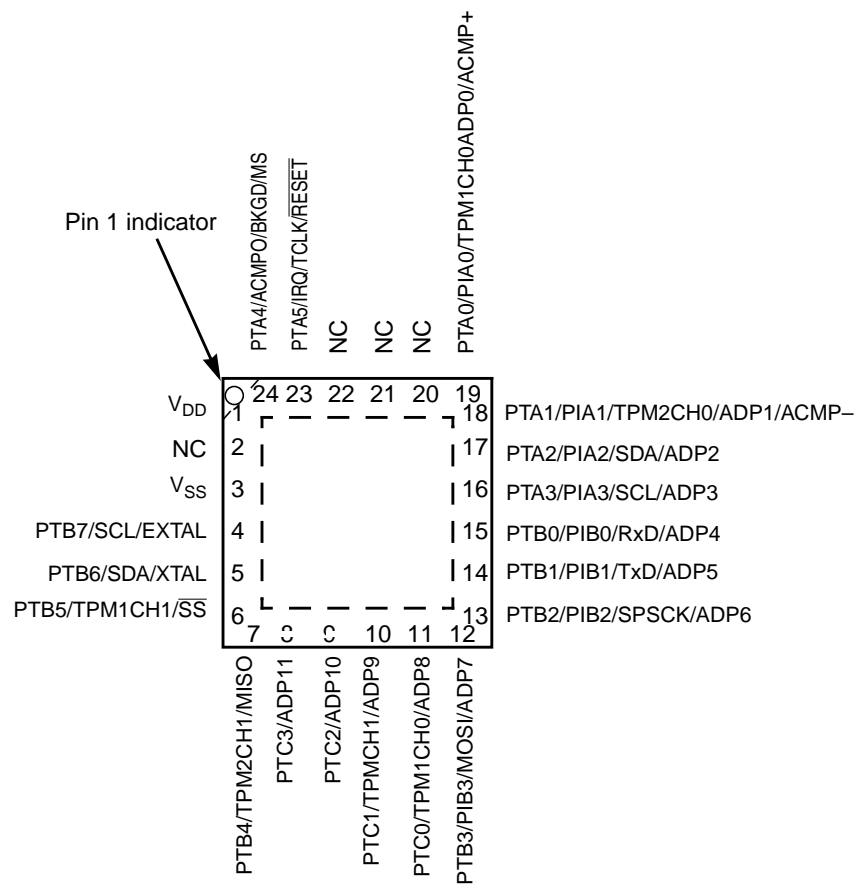 PTA4/ACMPO/BKGD/MS
PTA5/IRQ/TCLK/RESET
NC
NC
NC
PTA0/PIA0/TPM1CH0ADP0/ACMP+
Pin 1 indicator
24 23 22 21 20 19
VDD 1
NC 2
VSS 3
PTB7/SCL/EXTAL 4
PTB6/SDA/XTAL 5
PTB5/TPM1CH1/SS 6
18 PTA1/PIA1/TPM2CH0/ADP1/ACMP–
17 PTA2/PIA2/SDA/ADP2
16 PTA3/PIA3/SCL/ADP3
15 PTB0/PIB0/RxD/ADP4
14 PTB1/PIB1/TxD/ADP5
13 PTB2/PIB2/SPSCK/ADP6
7 10 11 12
PTB4/TPM2CH1/MISO
PTC3/ADP11
PTC2/ADP10
PTC1/TPMCH1/ADP9
PTC0/TPM1CH0/ADP8
PTB3/PIB3/MOSI/ADP7